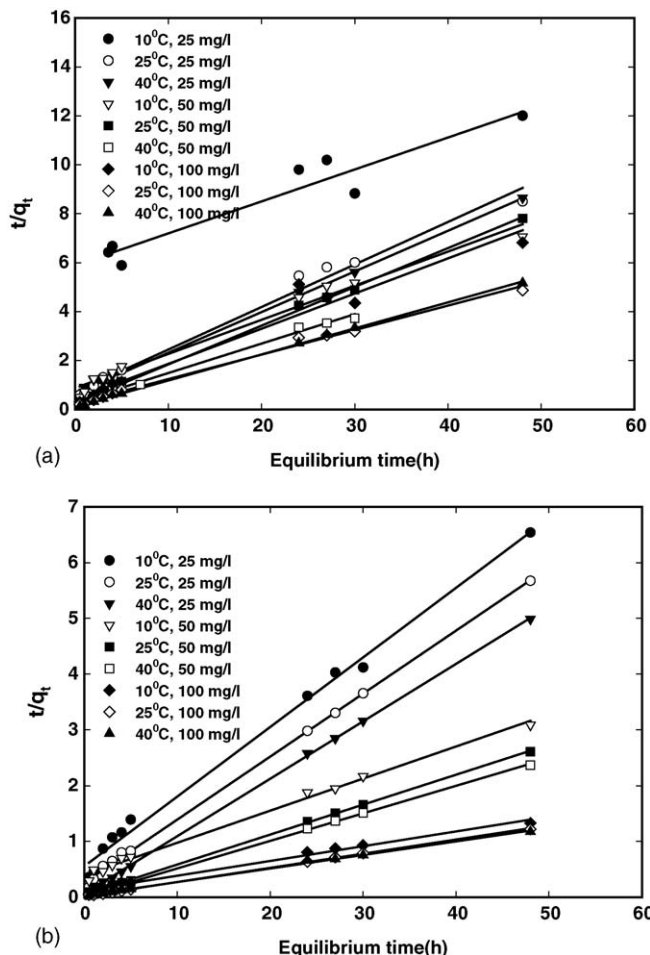 16
14
12
10
8
6
4
2
0
t/qt
10⁰C, 25 mg/l
25⁰C, 25 mg/l
40⁰C, 25 mg/l
10⁰C, 50 mg/l
25⁰C, 50 mg/l
40⁰C, 50 mg/l
10⁰C, 100 mg/l
25⁰C, 100 mg/l
40⁰C, 100 mg/l
0 10 20 30 40 50 60
Equilibrium time(h)
(a)
7
6
5
4
3
2
1
0
t/qt
10⁰C, 25 mg/l
25⁰C, 25 mg/l
40⁰C, 25 mg/l
10⁰C, 50 mg/l
25⁰C, 50 mg/l
40⁰C, 50 mg/l
10⁰C, 100 mg/l
25⁰C, 100 mg/l
40⁰C, 100 mg/l
0 10 20 30 40 50 60
Equilibrium time(h)
(b)